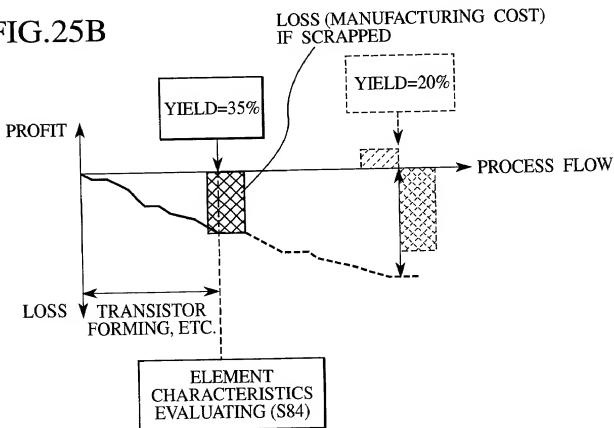 FIG.25B
LOSS (MANUFACTURING COST)
IF SCRAPPED
YIELD=35%
YIELD=20%
PROFIT
PROCESS FLOW
LOSS
TRANSISTOR
FORMING, ETC.
ELEMENT
CHARACTERISTICS
EVALUATING (S84)